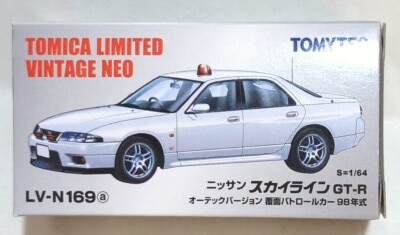 TOMICA LIMITED
VINTAGE NEO
TOMYTEC
S=1/64
LV-N169 ⓐ
ニッサン スカイライン GT-R
オーテックバージョン 覆面パトロールカー 98年式